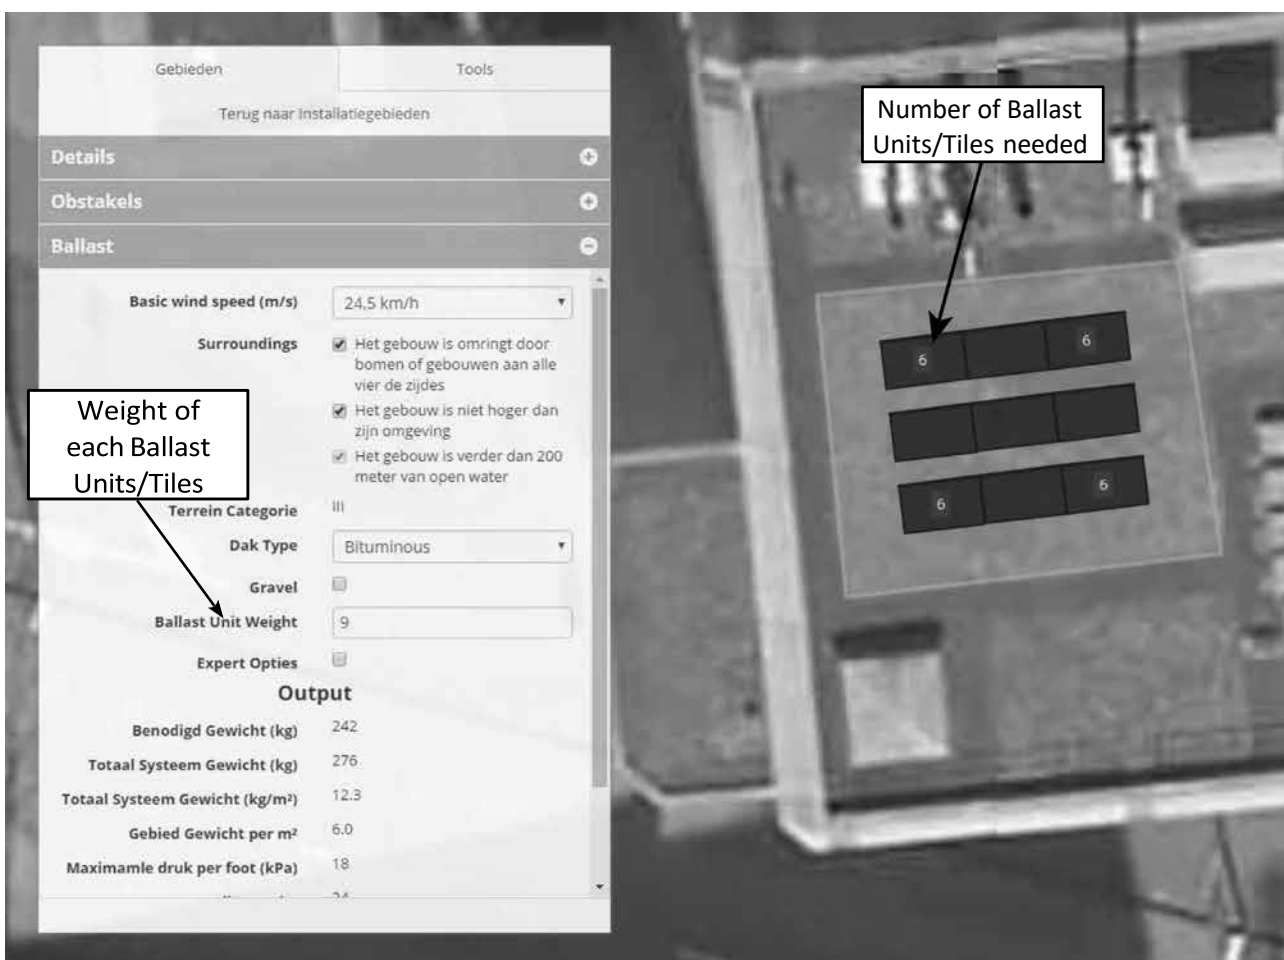 Gebieden
Tools
Terug naar Installatiegebieden
Details
Obstakels
Ballast
Basic wind speed (m/s)
24,5 km/h
Surroundings
Het gebouw is omringt door
bomen of gebouwen aan alle
vier de zijdes
Het gebouw is niet hoger dan
zijn omgeving
Het gebouw is verder dan 200
meter van open water
Terrein Categorie
III
Dak Type
Bituminous
Gravel
Ballast Unit Weight
9
Expert Opties
Output
Benodigd Gewicht (kg)
242
Totaal Systeem Gewicht (kg)
276
Totaal Systeem Gewicht (kg/m²)
12.3
Gebied Gewicht per m²
6.0
Maximamle druk per foot (kPa)
18
Weight of
each Ballast
Units/Tiles
Number of Ballast
Units/Tiles needed
6
6
6
6